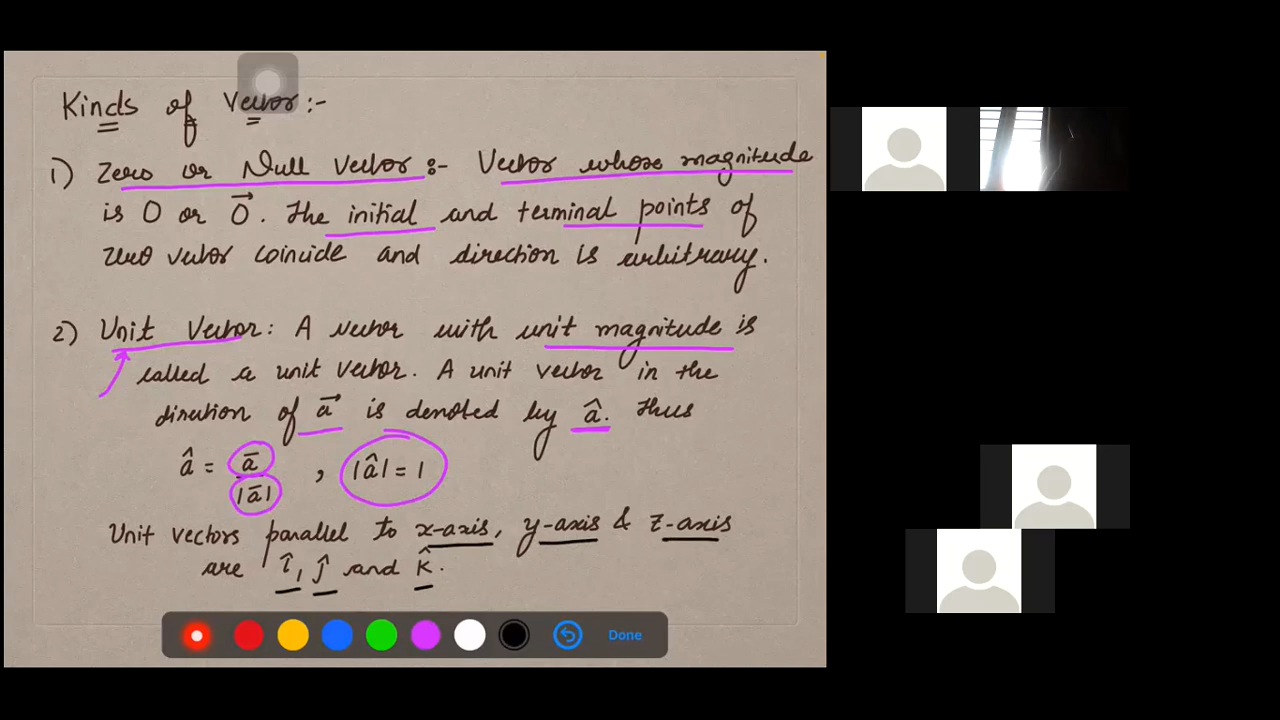 Kinds of Vector :-
1) Zero or Null Vector :- Vector whose magnitude
is 0 or 0⃗. The initial and terminal points of
zero vector coincide and direction is arbitrary.
2) Unit Vector : A vector with unit magnitude is
called a unit vector. A unit vector in the
direction of a⃗ is denoted by â. Thus
â = a̅ / |a̅| , |â| = 1
Unit vectors parallel to x-axis, y-axis & z-axis
are î, ĵ and k̂.
Done